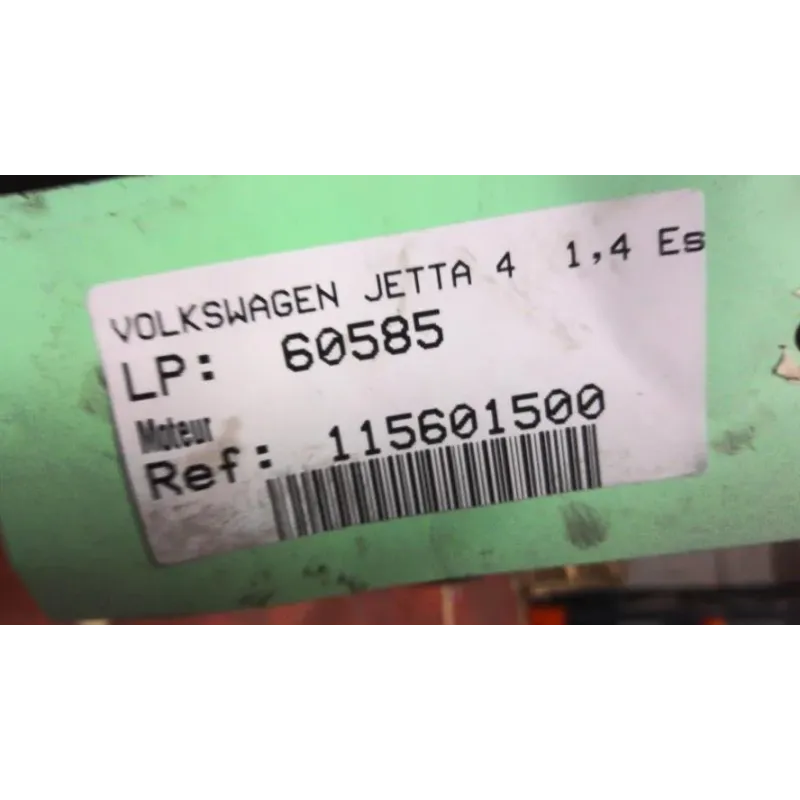 VOLKSWAGEN JETTA 4 1,4 Es
LP: 60585
Moteur
Ref: 115601500